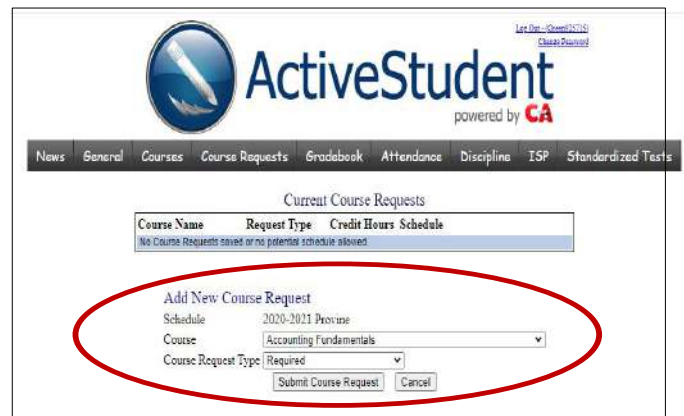 Log Out - (Green825715)
Change Password
ActiveStudent
powered by CA
News General Courses Course Requests Gradebook Attendance Discipline ISP Standardized Tests
Current Course Requests
Course Name Request Type Credit Hours Schedule
No Course Requests saved or no potential schedule allowed
Add New Course Request
Schedule 2020-2021 Provine
Course Accounting Fundamentals
Course Request Type Required
Submit Course Request Cancel